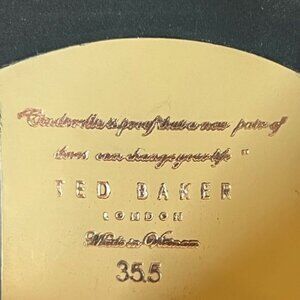 "Cinderella is proof that a new pair of
shoes can change your life"
TED BAKER
LONDON
Made in Vietnam
35.5